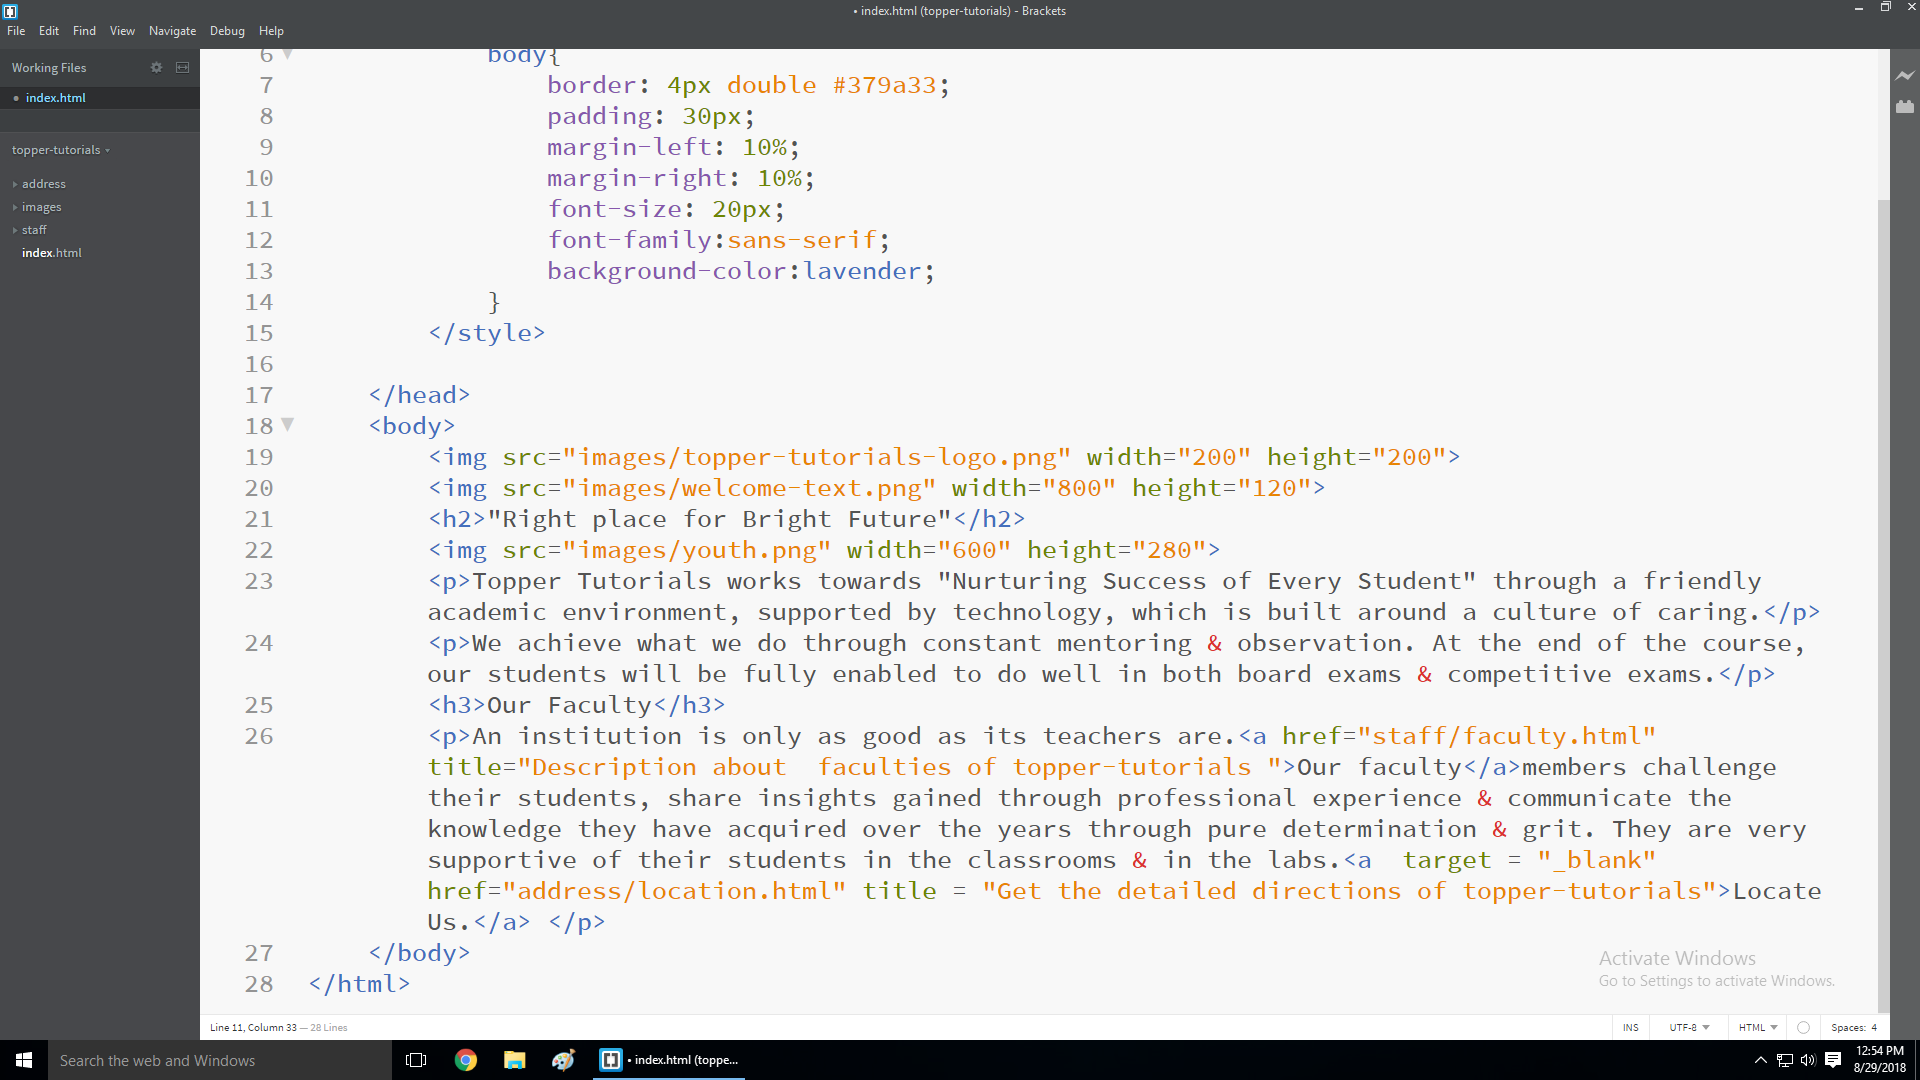 • index.html (topper-tutorials) - Brackets
File Edit Find View Navigate Debug Help
Working Files
• index.html
topper-tutorials
address
images
staff
index.html
6 body{
7 border: 4px double #379a33;
8 padding: 30px;
9 margin-left: 10%;
10 margin-right: 10%;
11 font-size: 20px;
12 font-family:sans-serif;
13 background-color:lavender;
14 }
15 </style>
16
17 </head>
18 <body>
19 <img src="images/topper-tutorials-logo.png" width="200" height="200">
20 <img src="images/welcome-text.png" width="800" height="120">
21 <h2>"Right place for Bright Future"</h2>
22 <img src="images/youth.png" width="600" height="280">
23 <p>Topper Tutorials works towards "Nurturing Success of Every Student" through a friendly
academic environment, supported by technology, which is built around a culture of caring.</p>
24 <p>We achieve what we do through constant mentoring & observation. At the end of the course,
our students will be fully enabled to do well in both board exams & competitive exams.</p>
25 <h3>Our Faculty</h3>
26 <p>An institution is only as good as its teachers are.<a href="staff/faculty.html"
title="Description about  faculties of topper-tutorials ">Our faculty</a>members challenge
their students, share insights gained through professional experience & communicate the
knowledge they have acquired over the years through pure determination & grit. They are very
supportive of their students in the classrooms & in the labs.<a  target = "_blank"
href="address/location.html" title = "Get the detailed directions of topper-tutorials">Locate
Us.</a> </p>
27 </body>
28 </html>
Activate Windows
Go to Settings to activate Windows.
Line 11, Column 33 — 28 Lines
INS UTF-8 HTML Spaces: 4
Search the web and Windows
• index.html (toppe...
12:54 PM
8/29/2018